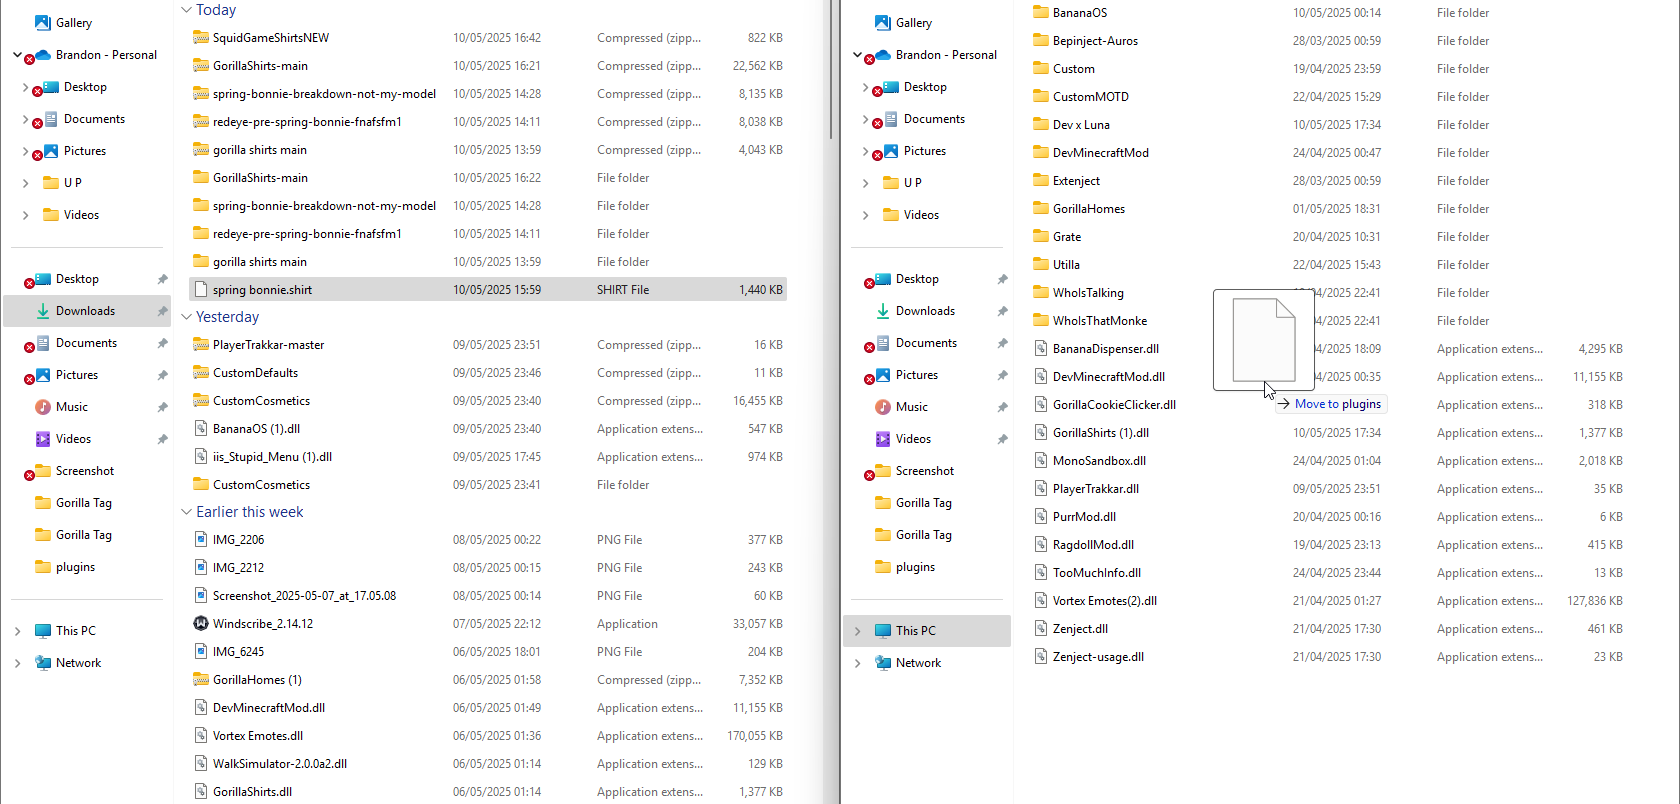 Gallery
Brandon - Personal
Desktop
Documents
Pictures
U P
Videos
Desktop
Downloads
Documents
Pictures
Music
Videos
Screenshot
Gorilla Tag
Gorilla Tag
plugins
This PC
Network
Today
SquidGameShirtsNEW 10/05/2025 16:42 Compressed (zipp... 822 KB
GorillaShirts-main 10/05/2025 16:21 Compressed (zipp... 22,562 KB
spring-bonnie-breakdown-not-my-model 10/05/2025 14:28 Compressed (zipp... 8,135 KB
redeye-pre-spring-bonnie-fnafsfm1 10/05/2025 14:11 Compressed (zipp... 8,038 KB
gorilla shirts main 10/05/2025 13:59 Compressed (zipp... 4,043 KB
GorillaShirts-main 10/05/2025 16:22 File folder
spring-bonnie-breakdown-not-my-model 10/05/2025 14:28 File folder
redeye-pre-spring-bonnie-fnafsfm1 10/05/2025 14:11 File folder
gorilla shirts main 10/05/2025 13:59 File folder
spring bonnie.shirt 10/05/2025 15:59 SHIRT File 1,440 KB
Yesterday
PlayerTrakkar-master 09/05/2025 23:51 Compressed (zipp... 16 KB
CustomDefaults 09/05/2025 23:46 Compressed (zipp... 11 KB
CustomCosmetics 09/05/2025 23:40 Compressed (zipp... 16,455 KB
BananaOS (1).dll 09/05/2025 23:40 Application extens... 547 KB
iis_Stupid_Menu (1).dll 09/05/2025 17:45 Application extens... 974 KB
CustomCosmetics 09/05/2025 23:41 File folder
Earlier this week
IMG_2206 08/05/2025 00:22 PNG File 377 KB
IMG_2212 08/05/2025 00:15 PNG File 243 KB
Screenshot_2025-05-07_at_17.05.08 08/05/2025 00:14 PNG File 60 KB
Windscribe_2.14.12 07/05/2025 22:12 Application 33,057 KB
IMG_6245 06/05/2025 18:01 PNG File 204 KB
GorillaHomes (1) 06/05/2025 01:58 Compressed (zipp... 7,352 KB
DevMinecraftMod.dll 06/05/2025 01:49 Application extens... 11,155 KB
Vortex Emotes.dll 06/05/2025 01:36 Application extens... 170,055 KB
WalkSimulator-2.0.0a2.dll 06/05/2025 01:14 Application extens... 129 KB
GorillaShirts.dll 06/05/2025 01:14 Application extens... 1,377 KB
Gallery
Brandon - Personal
Desktop
Documents
Pictures
U P
Videos
Desktop
Downloads
Documents
Pictures
Music
Videos
Screenshot
Gorilla Tag
Gorilla Tag
plugins
This PC
Network
BananaOS 10/05/2025 00:14 File folder
Bepinject-Auros 28/03/2025 00:59 File folder
Custom 19/04/2025 23:59 File folder
CustomMOTD 22/04/2025 15:29 File folder
Dev x Luna 10/05/2025 17:34 File folder
DevMinecraftMod 24/04/2025 00:47 File folder
Extenject 28/03/2025 00:59 File folder
GorillaHomes 01/05/2025 18:31 File folder
Grate 20/04/2025 10:31 File folder
Utilla 22/04/2025 15:43 File folder
WhoIsTalking /04/2025 22:41 File folder
WhoIsThatMonke /04/2025 22:41 File folder
BananaDispenser.dll /04/2025 18:09 Application extens... 4,295 KB
DevMinecraftMod.dll /04/2025 00:35 Application extens... 11,155 KB
GorillaCookieClicker.dll Application extens... 318 KB
Move to plugins
GorillaShirts (1).dll 10/05/2025 17:34 Application extens... 1,377 KB
MonoSandbox.dll 24/04/2025 01:04 Application extens... 2,018 KB
PlayerTrakkar.dll 09/05/2025 23:51 Application extens... 35 KB
PurrMod.dll 20/04/2025 00:16 Application extens... 6 KB
RagdollMod.dll 19/04/2025 23:13 Application extens... 415 KB
TooMuchInfo.dll 24/04/2025 23:44 Application extens... 13 KB
Vortex Emotes(2).dll 21/04/2025 01:27 Application extens... 127,836 KB
Zenject.dll 21/04/2025 17:30 Application extens... 461 KB
Zenject-usage.dll 21/04/2025 17:30 Application extens... 23 KB